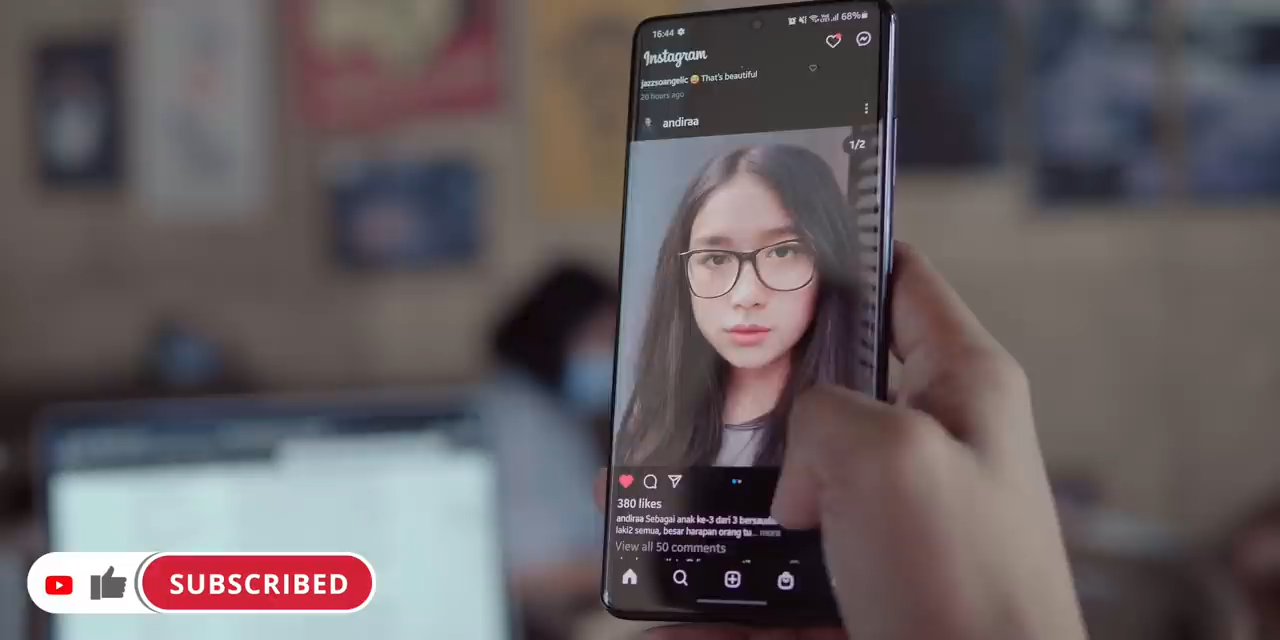 16:44
68%
Instagram
jazzsoangelic 😄 That's beautiful
20 hours ago
andiraa
1/2
380 likes
andiraa Sebagai anak ke-3 dari 3 bersauda
laki2 semua, besar harapan orang tu... more
View all 50 comments
SUBSCRIBED